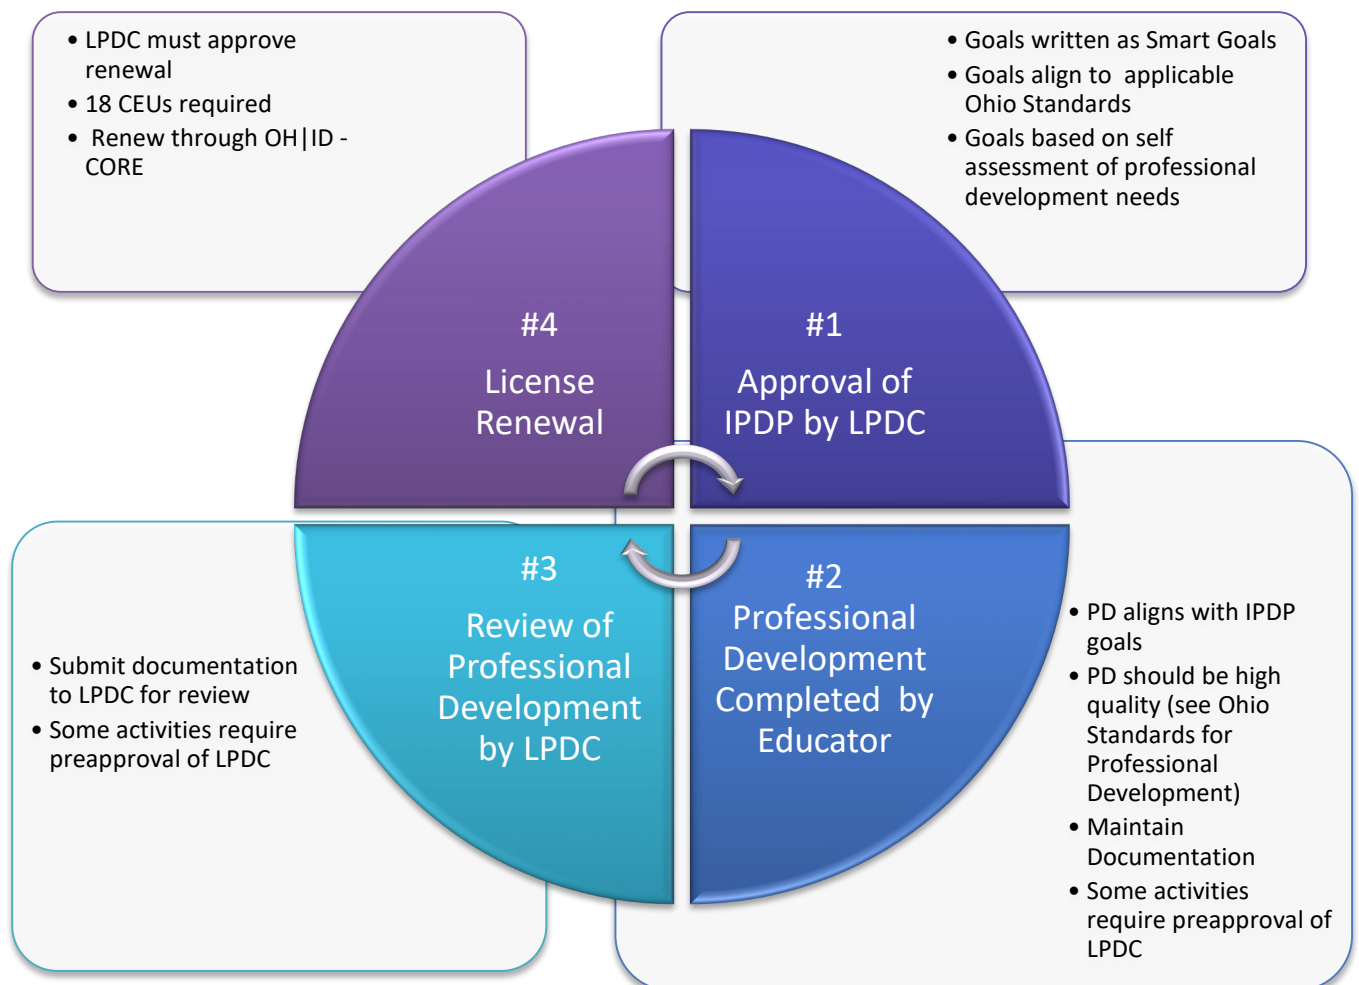 • LPDC must approve
renewal
• 18 CEUs required
• Renew through OH|ID -
CORE
• Goals written as Smart Goals
• Goals align to applicable
Ohio Standards
• Goals based on self
assessment of professional
development needs
#4
License
Renewal
#1
Approval of
IPDP by LPDC
#3
Review of
Professional
Development
by LPDC
#2
Professional
Development
Completed by
Educator
• Submit documentation
to LPDC for review
• Some activities require
preapproval of LPDC
• PD aligns with IPDP
goals
• PD should be high
quality (see Ohio
Standards for
Professional
Development)
• Maintain
Documentation
• Some activities
require preapproval of
LPDC